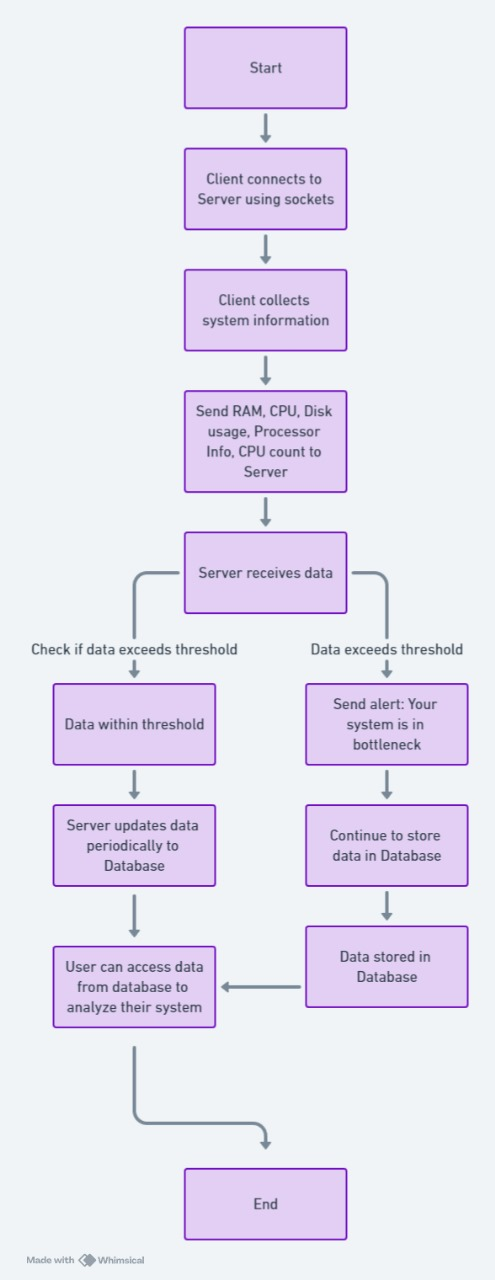 Start
Client connects to
Server using sockets
Client collects
system information
Send RAM, CPU, Disk
usage, Processor
Info, CPU count to
Server
Server receives data
Check if data exceeds threshold
Data exceeds threshold
Data within threshold
Send alert: Your
system is in
bottleneck
Server updates data
periodically to
Database
Continue to store
data in Database
User can access data
from database to
analyze their system
Data stored in
Database
End
Made with Whimsical